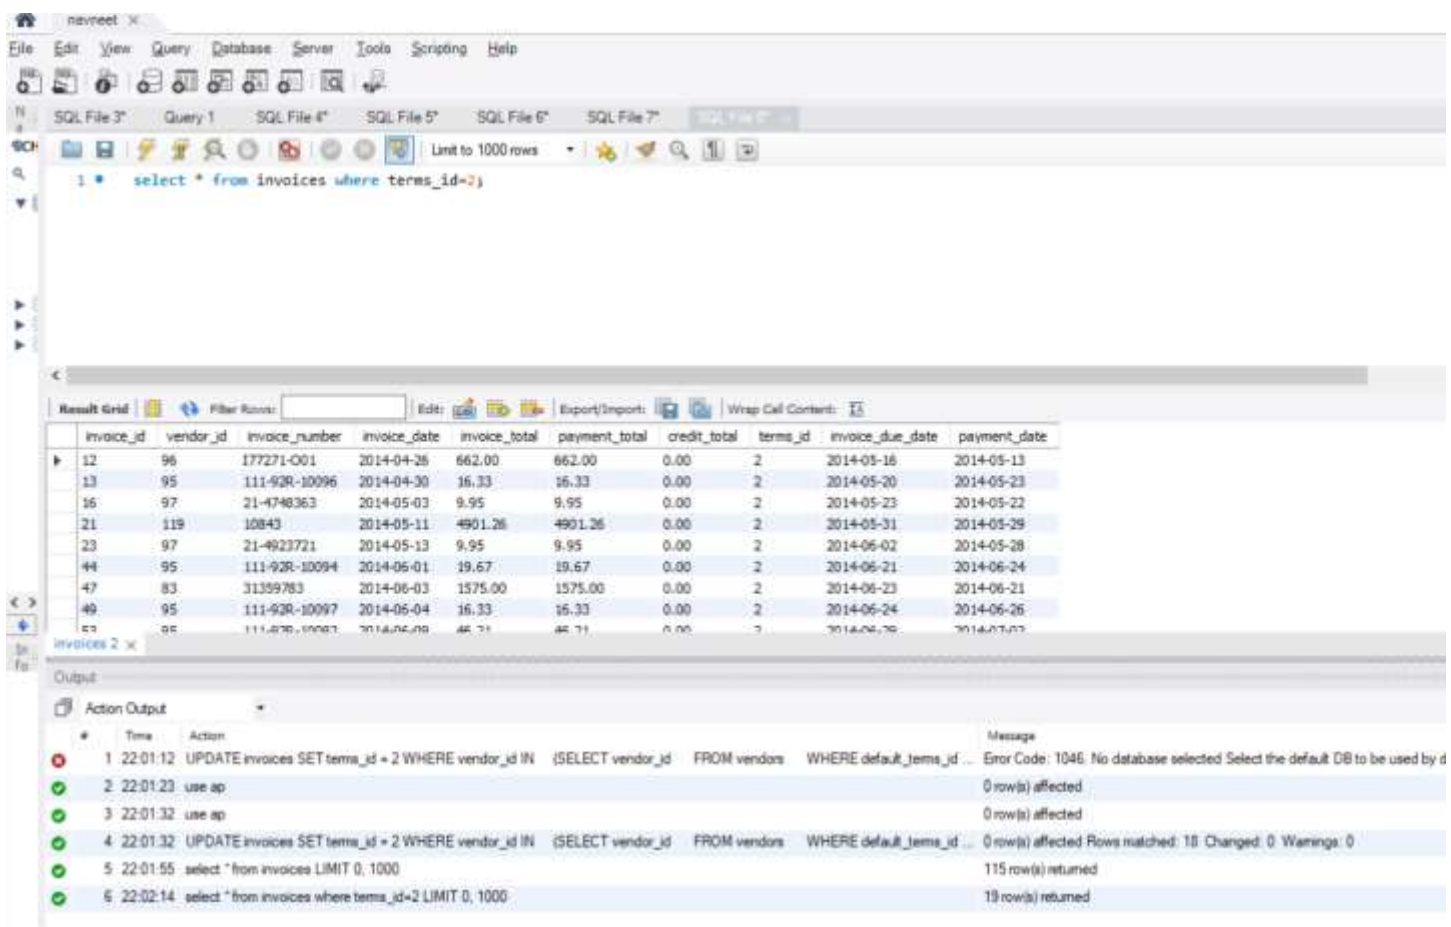 navreet ×
File Edit View Query Database Server Tools Scripting Help
SQL File 3* Query 1 SQL File 4* SQL File 5* SQL File 6* SQL File 7*
Limit to 1000 rows
1 select * from invoices where terms_id=2;
Result Grid Filter Rows: Edit: Export/Import: Wrap Cell Content:
invoice_id vendor_id invoice_number invoice_date invoice_total payment_total credit_total terms_id invoice_due_date payment_date
12 96 I77271-O01 2014-04-26 662.00 662.00 0.00 2 2014-05-16 2014-05-13
13 95 111-92R-10096 2014-04-30 16.33 16.33 0.00 2 2014-05-20 2014-05-23
16 97 21-4748363 2014-05-03 9.95 9.95 0.00 2 2014-05-23 2014-05-22
21 119 10843 2014-05-11 4901.26 4901.26 0.00 2 2014-05-31 2014-05-29
23 97 21-4923721 2014-05-13 9.95 9.95 0.00 2 2014-06-02 2014-05-28
44 95 111-92R-10094 2014-06-01 19.67 19.67 0.00 2 2014-06-21 2014-06-24
47 83 31359783 2014-06-03 1575.00 1575.00 0.00 2 2014-06-23 2014-06-21
49 95 111-92R-10097 2014-06-04 16.33 16.33 0.00 2 2014-06-24 2014-06-26
invoices 2 ×
Output
Action Output
# Time Action Message
1 22:01:12 UPDATE invoices SET terms_id = 2 WHERE vendor_id IN (SELECT vendor_id FROM vendors WHERE default_terms_id ... Error Code: 1046. No database selected Select the default DB to be used by d
2 22:01:23 use ap 0 row(s) affected
3 22:01:32 use ap 0 row(s) affected
4 22:01:32 UPDATE invoices SET terms_id = 2 WHERE vendor_id IN (SELECT vendor_id FROM vendors WHERE default_terms_id ... 0 row(s) affected Rows matched: 18 Changed: 0 Warnings: 0
5 22:01:55 select * from invoices LIMIT 0, 1000 115 row(s) returned
6 22:02:14 select * from invoices where terms_id=2 LIMIT 0, 1000 19 row(s) returned